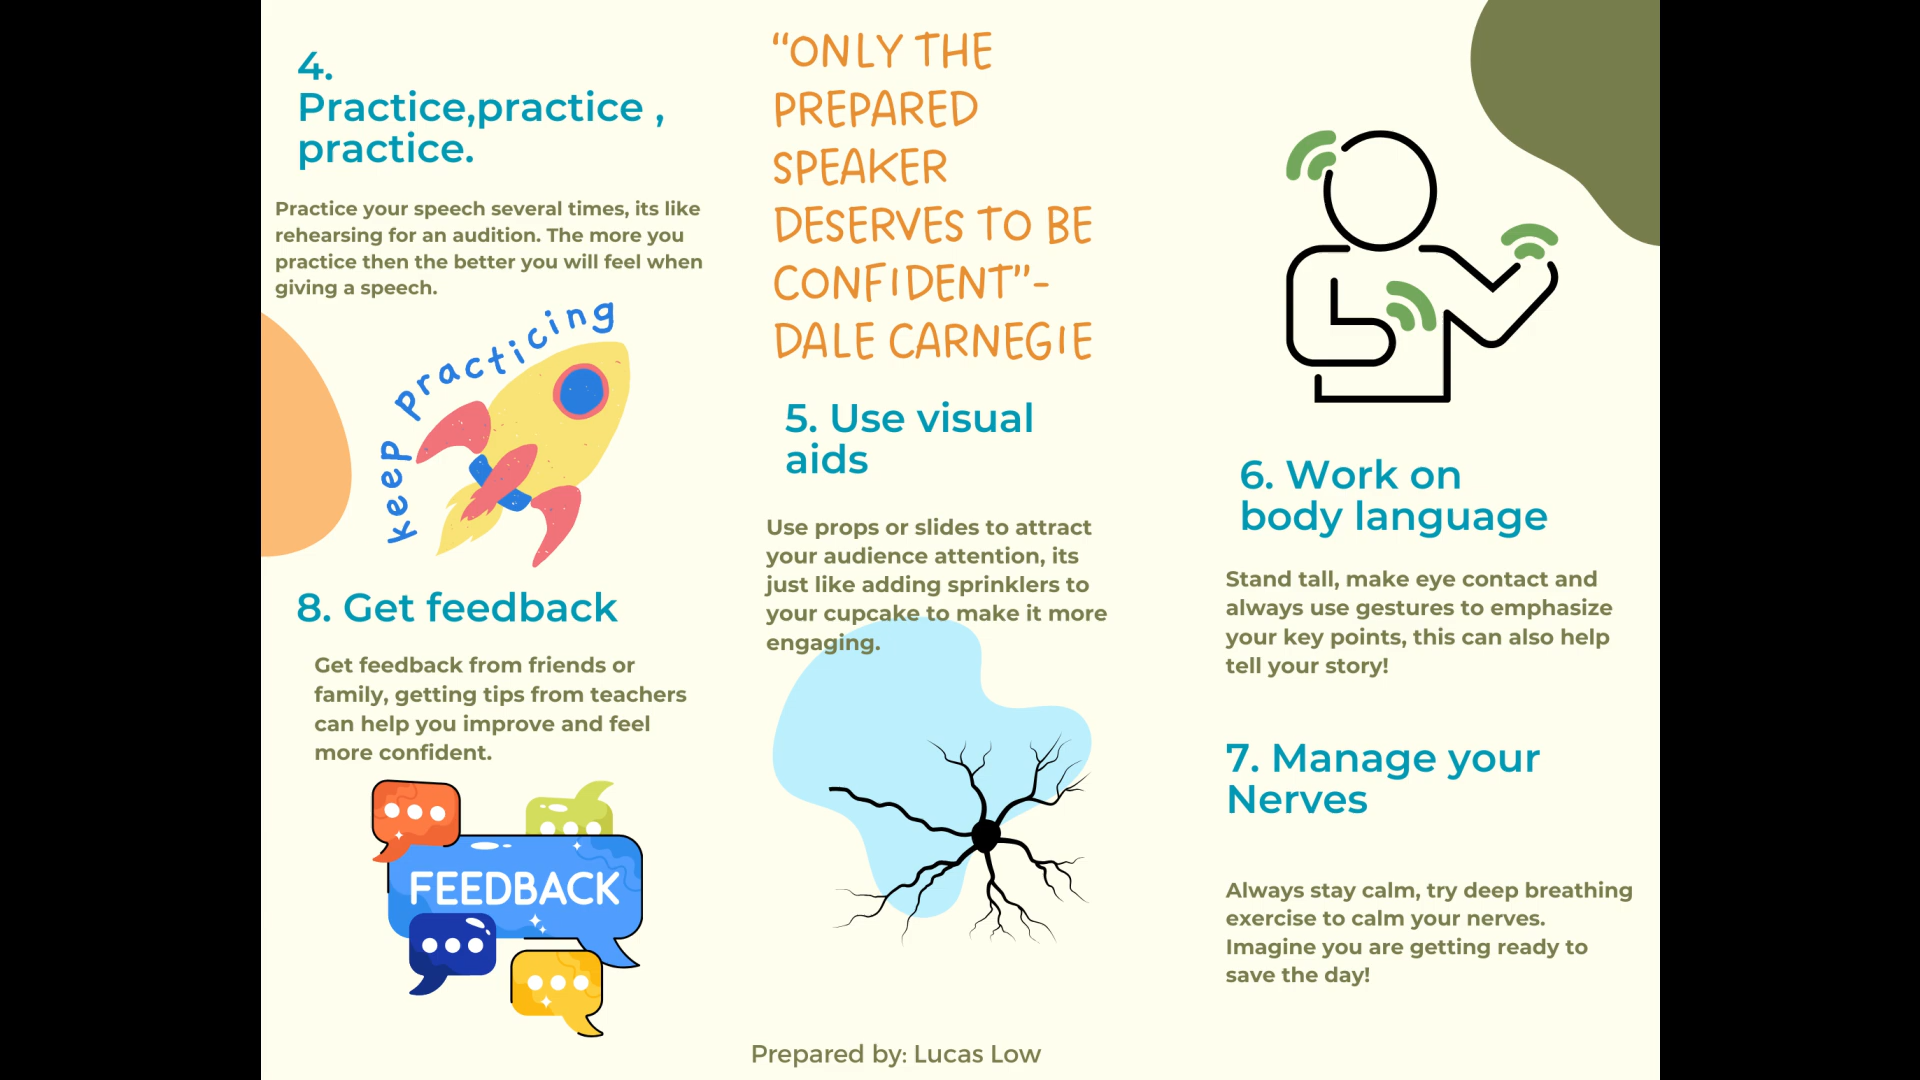 4.
Practice,practice ,
practice.
Practice your speech several times, its like
rehearsing for an audition. The more you
practice then the better you will feel when
giving a speech.
keep practicing
8. Get feedback
Get feedback from friends or
family, getting tips from teachers
can help you improve and feel
more confident.
FEEDBACK
“ONLY THE
PREPARED
SPEAKER
DESERVES TO BE
CONFIDENT”-
DALE CARNEGIE
5. Use visual
aids
Use props or slides to attract
your audience attention, its
just like adding sprinklers to
your cupcake to make it more
engaging.
6. Work on
body language
Stand tall, make eye contact and
always use gestures to emphasize
your key points, this can also help
tell your story!
7. Manage your
Nerves
Always stay calm, try deep breathing
exercise to calm your nerves.
Imagine you are getting ready to
save the day!
Prepared by: Lucas Low